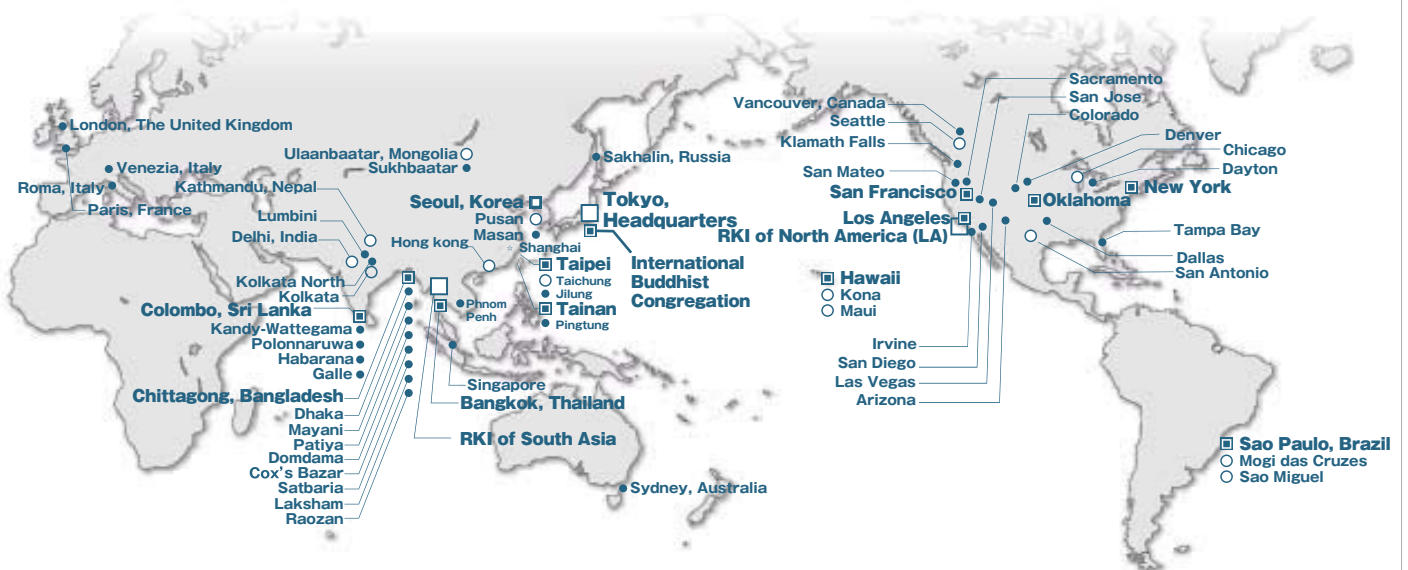 London, The United Kingdom
Venezia, Italy
Roma, Italy
Paris, France
Ulaanbaatar, Mongolia
Sukhbaatar
Kathmandu, Nepal
Lumbini
Delhi, India
Kolkata North
Kolkata
Colombo, Sri Lanka
Kandy-Wattegama
Polonnaruwa
Habarana
Galle
Chittagong, Bangladesh
Dhaka
Mayani
Patiya
Domdama
Cox's Bazar
Satbaria
Laksham
Raozan
Sakhalin, Russia
Seoul, Korea
Pusan
Masan
Tokyo,
Headquarters
International
Buddhist
Congregation
Hong kong
Shanghai
Taipei
Taichung
Jilung
Tainan
Pingtung
Phnom
Penh
Singapore
Bangkok, Thailand
RKI of South Asia
Sydney, Australia
Vancouver, Canada
Seattle
Klamath Falls
San Mateo
San Francisco
Los Angeles
RKI of North America (LA)
Hawaii
Kona
Maui
Irvine
San Diego
Las Vegas
Arizona
Sacramento
San Jose
Colorado
Denver
Chicago
Dayton
New York
Oklahoma
Tampa Bay
Dallas
San Antonio
Sao Paulo, Brazil
Mogi das Cruzes
Sao Miguel